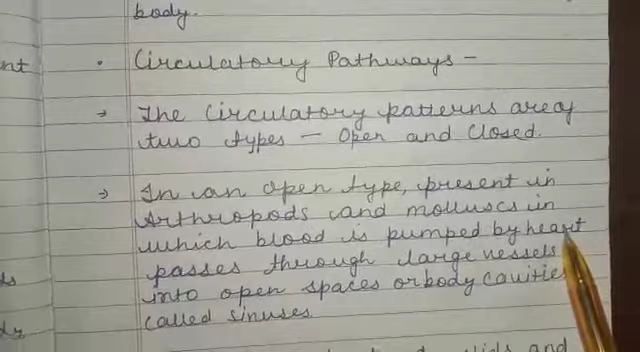 body.
nt • Circulatory Pathways –
→ The circulatory patterns are of
two types – Open and Closed.
→ In an open type, present in
Arthropods and molluscs in
which blood is pumped by heart
passes through large vessels
into open spaces or body cavities
called sinuses.
and